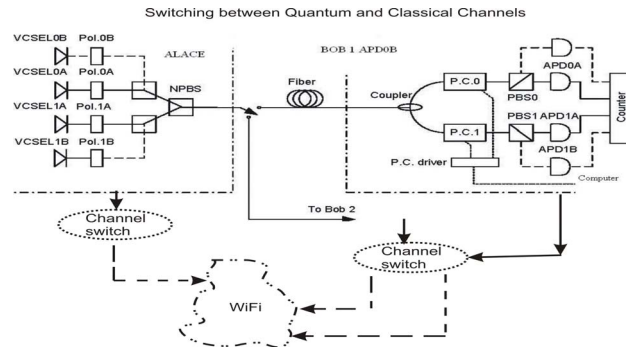 Switching between Quantum and Classical Channels
VCSEL0B Pol.0B
ALACE
BOB 1 APD0B
VCSEL0A Pol.0A
NPBS
Fiber
P.C.0
APD0A
Coupler
PBS0
Counter
VCSEL1A Pol.1A
PBS1 APD1A
P.C.1
VCSEL1B Pol.1B
APD1B
P.C. driver
Computer
To Bob 2
Channel
switch
Channel
switch
WiFi